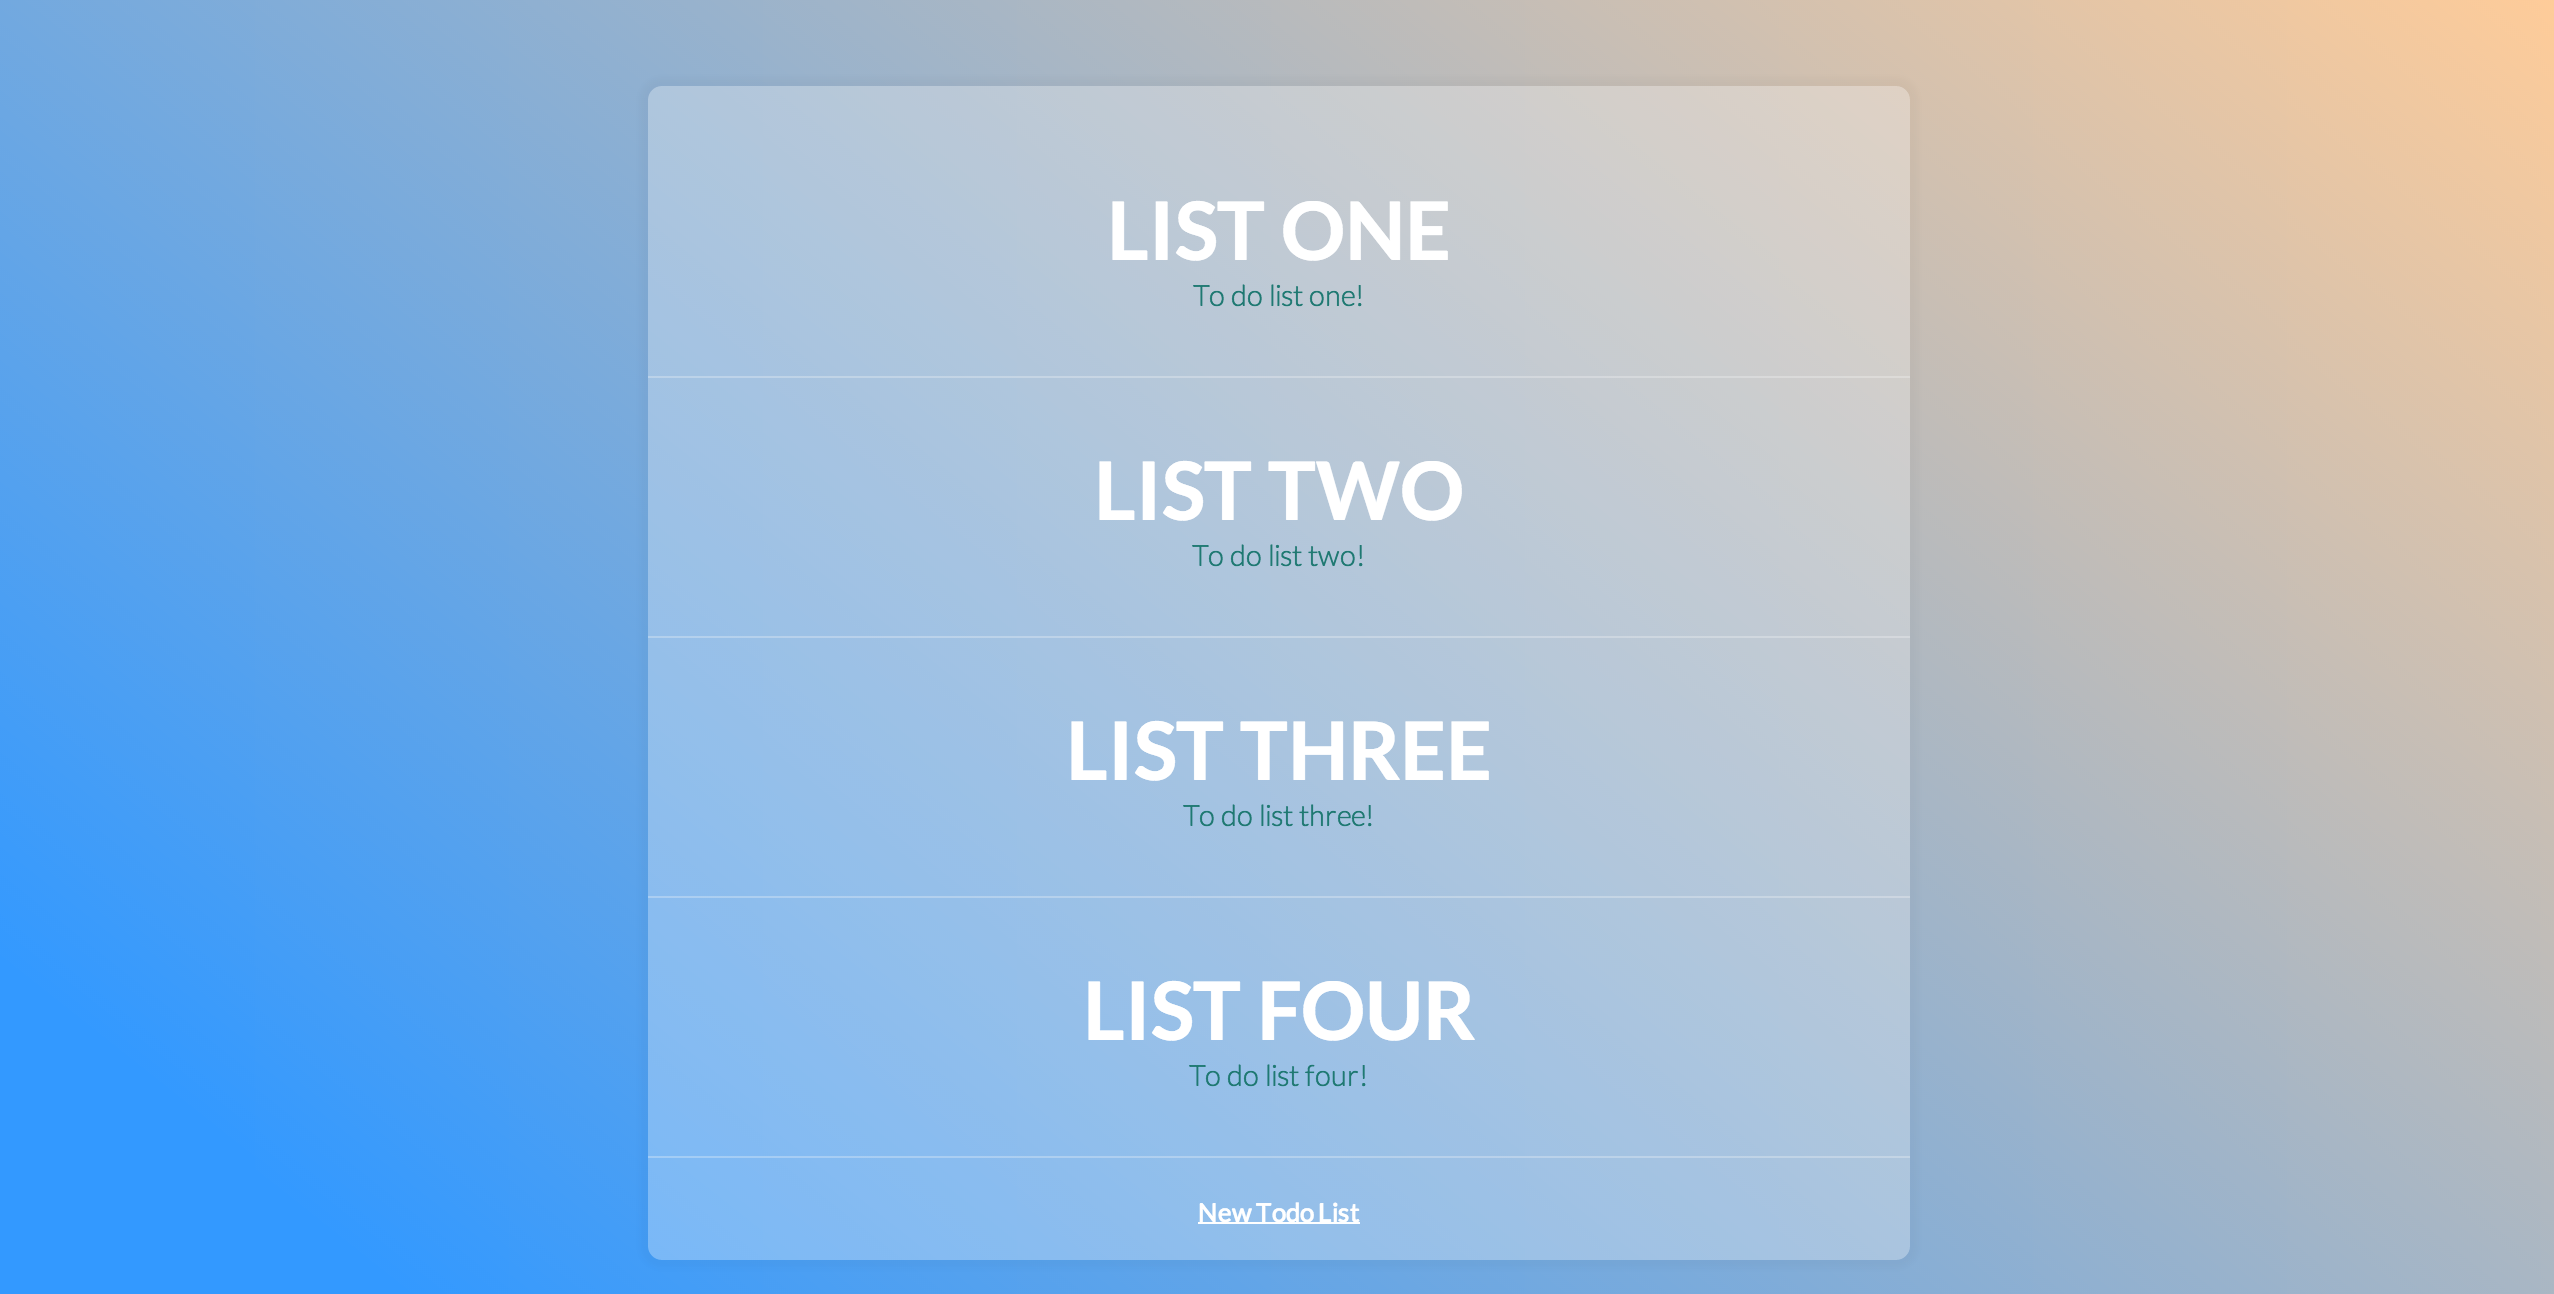 LIST ONE
To do list one!
LIST TWO
To do list two!
LIST THREE
To do list three!
LIST FOUR
To do list four!
New Todo List